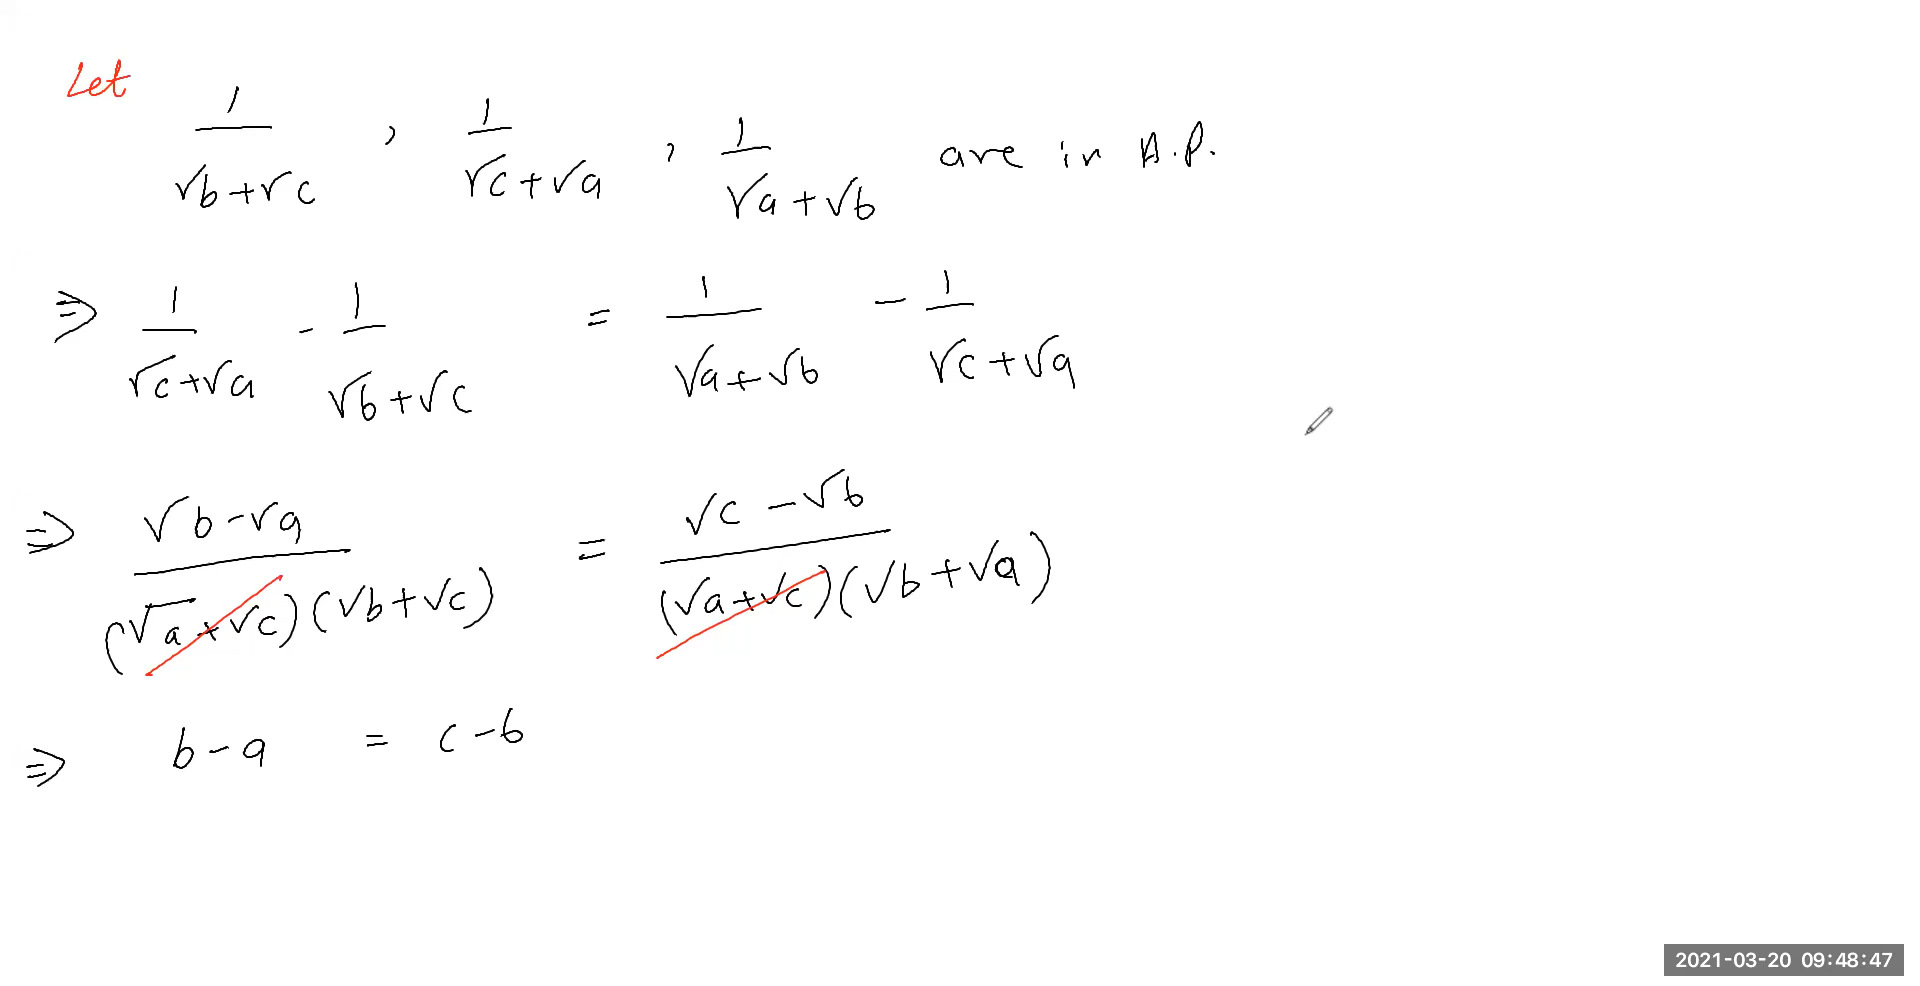 Let
1/(√b+√c) , 1/(√c+√a) , 1/(√a+√b) are in A.P.
⇒ 1/(√c+√a) - 1/(√b+√c) = 1/(√a+√b) - 1/(√c+√a)
⇒ (√b-√a)/((√a+√c)(√b+√c)) = (√c-√b)/((√a+√c)(√b+√a))
⇒ b-a = c-b
2021-03-20 09:48:47